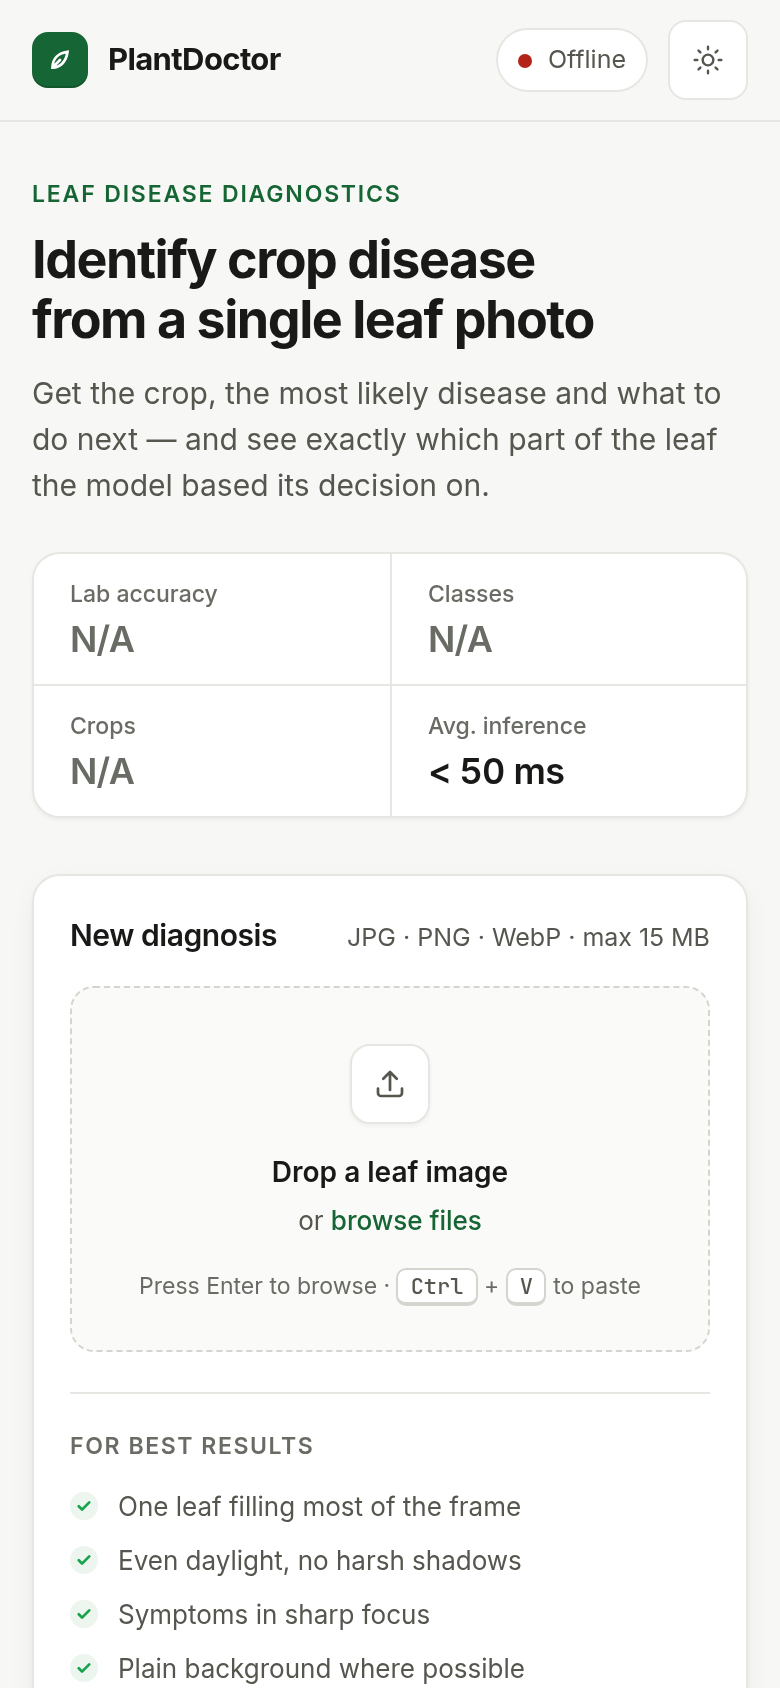 PlantDoctor
Offline
LEAF DISEASE DIAGNOSTICS
Identify crop disease
from a single leaf photo
Get the crop, the most likely disease and what to
do next — and see exactly which part of the leaf
the model based its decision on.
Lab accuracy
N/A
Classes
N/A
Crops
N/A
Avg. inference
< 50 ms
New diagnosis
JPG · PNG · WebP · max 15 MB
Drop a leaf image
or browse files
Press Enter to browse · Ctrl + V to paste
FOR BEST RESULTS
One leaf filling most of the frame
Even daylight, no harsh shadows
Symptoms in sharp focus
Plain background where possible